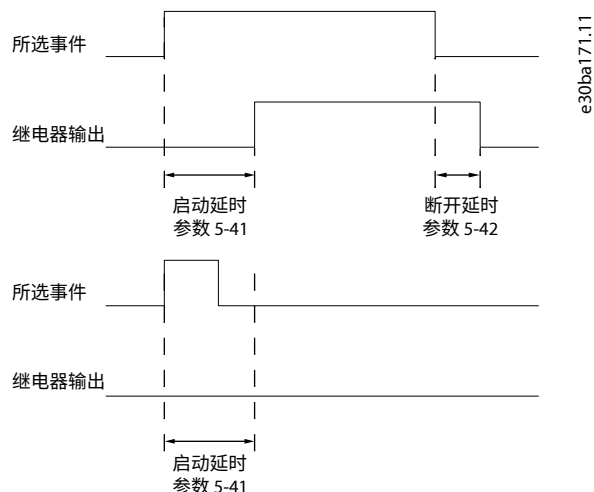 所选事件
继电器输出
启动延时
参数 5-41
断开延时
参数 5-42
所选事件
继电器输出
启动延时
参数 5-41
e30ba171.11